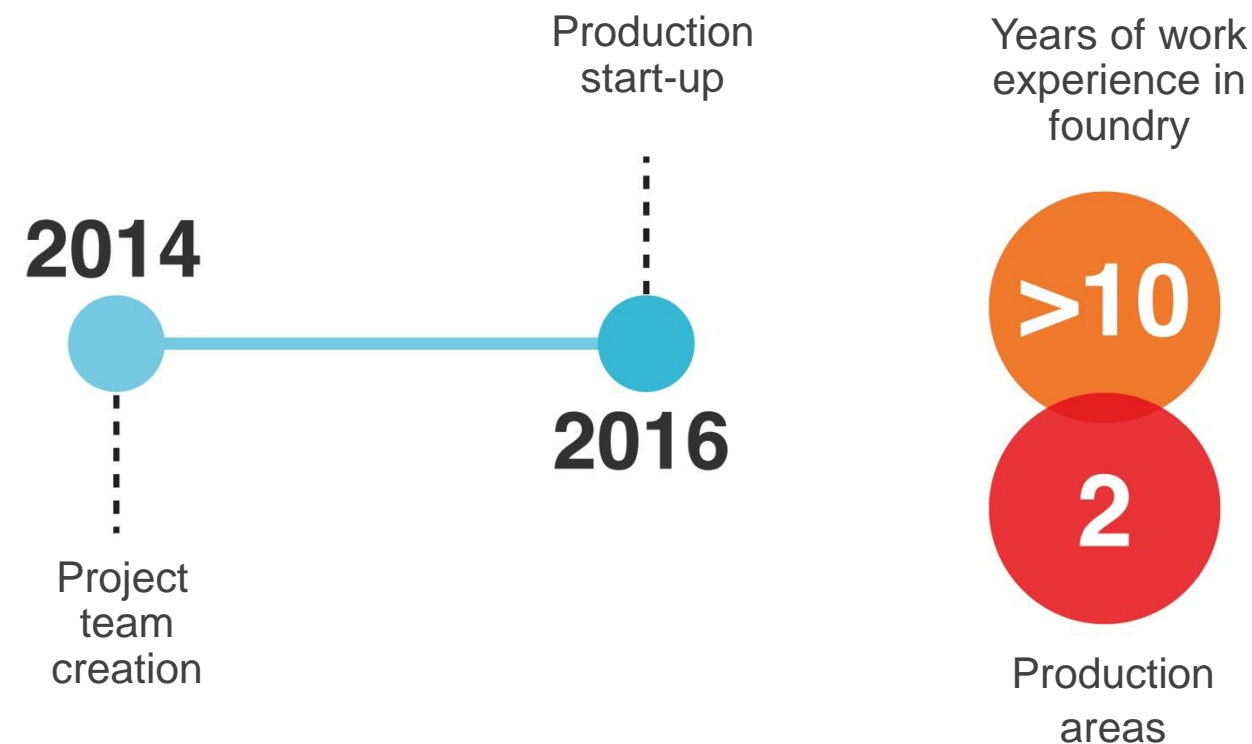 2014
Project
team
creation
Production
start-up
2016
Years of work
experience in
foundry
>10
2
Production
areas